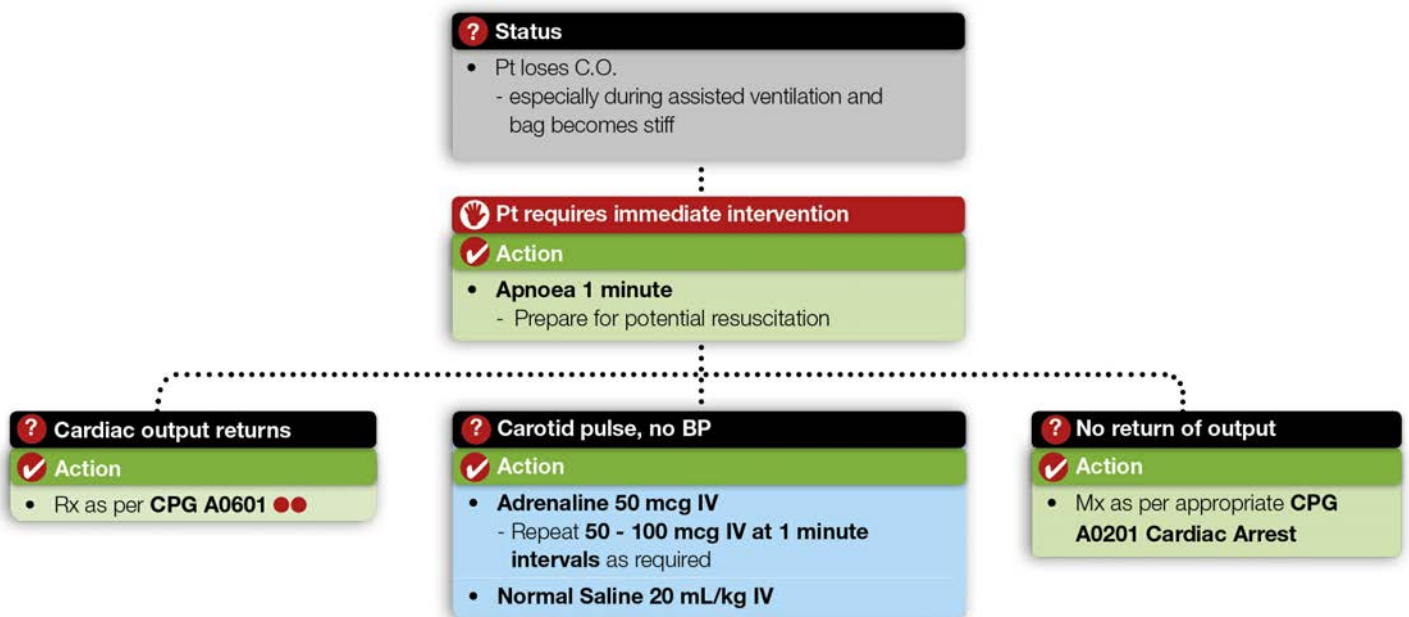 ? Status
• Pt loses C.O.
- especially during assisted ventilation and
bag becomes stiff
Pt requires immediate intervention
Action
• Apnoea 1 minute
- Prepare for potential resuscitation
? Cardiac output returns
Action
• Rx as per CPG A0601
? Carotid pulse, no BP
Action
• Adrenaline 50 mcg IV
- Repeat 50 - 100 mcg IV at 1 minute
intervals as required
• Normal Saline 20 mL/kg IV
? No return of output
Action
• Mx as per appropriate CPG
A0201 Cardiac Arrest